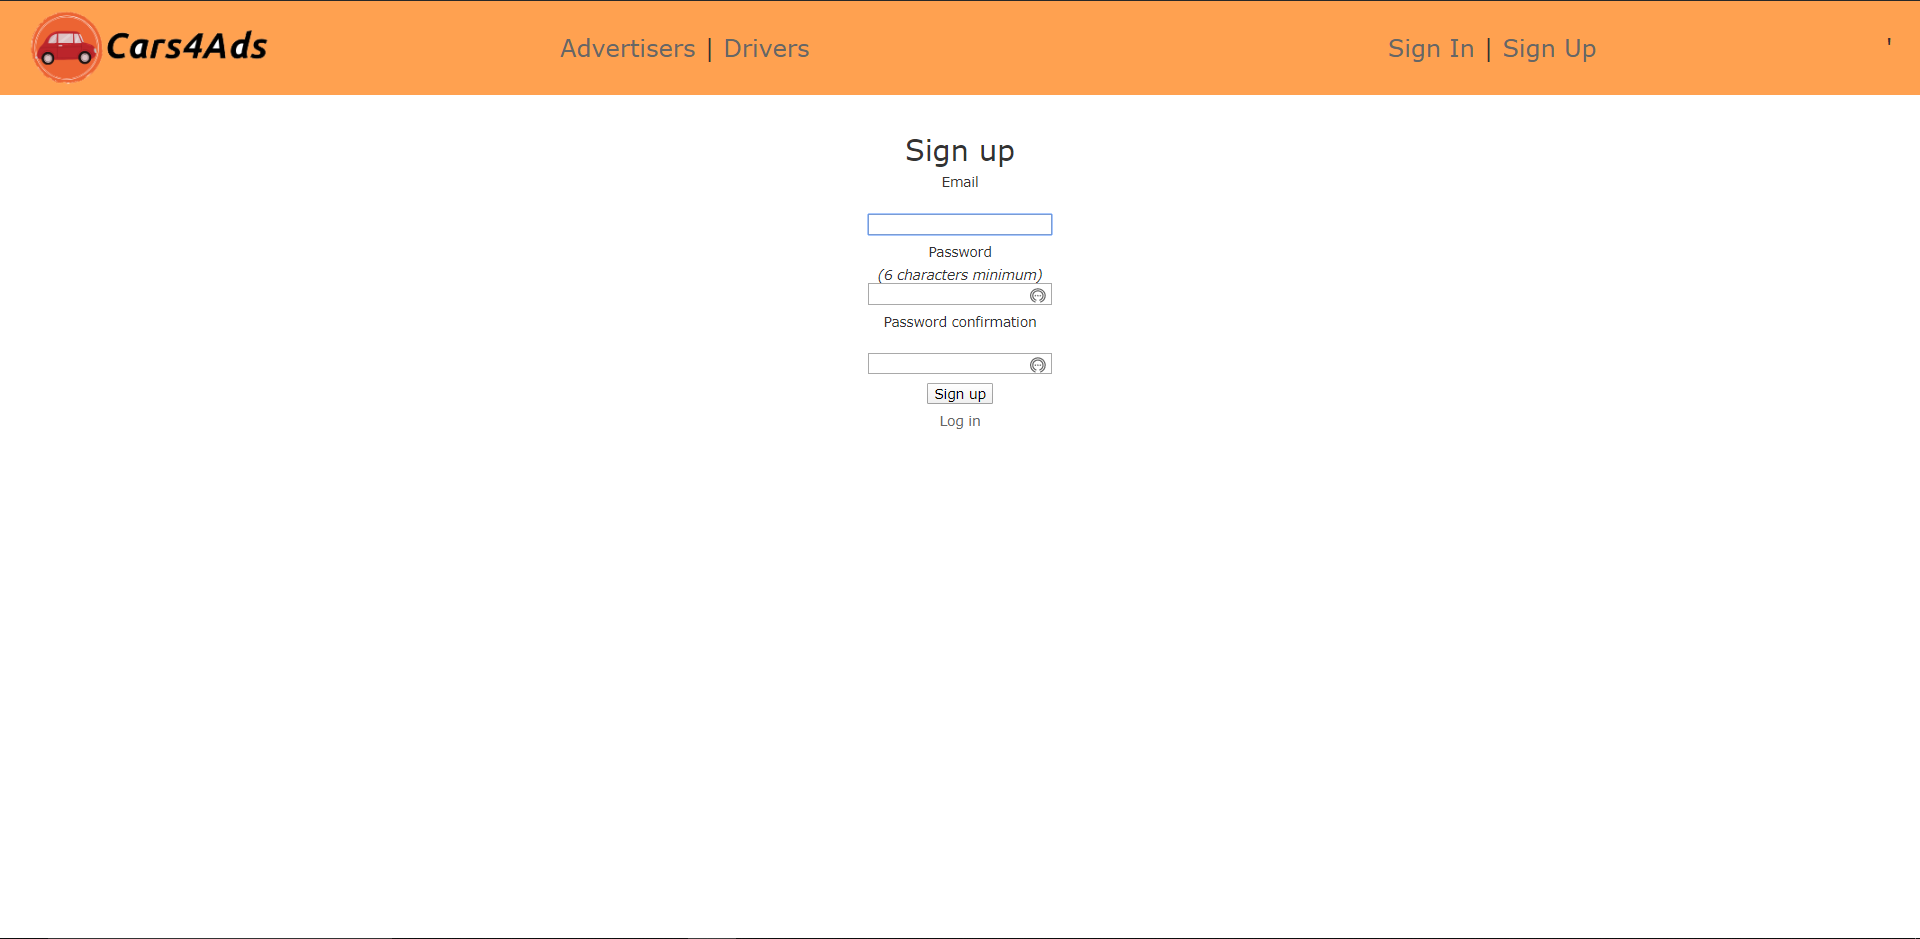 Cars4Ads
Advertisers | Drivers
Sign In | Sign Up
'
Sign up
Email
Password
(6 characters minimum)
Password confirmation
Sign up
Log in